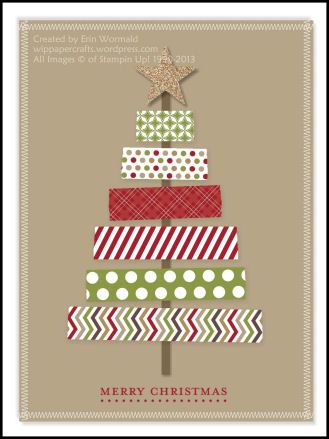 Created by Erin Wormald
wippapercrafts.wordpress.com
All Images © of Stampin Up! 1990-2013
MERRY CHRISTMAS